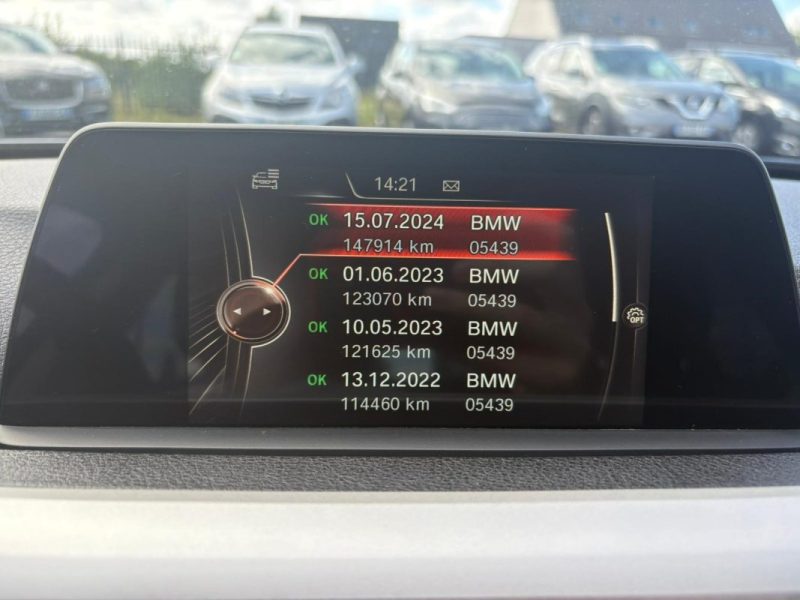 14:21
OK 15.07.2024 BMW
147914 km 05439
OK 01.06.2023 BMW
123070 km 05439
OK 10.05.2023 BMW
121625 km 05439
OK 13.12.2022 BMW
114460 km 05439
OPT